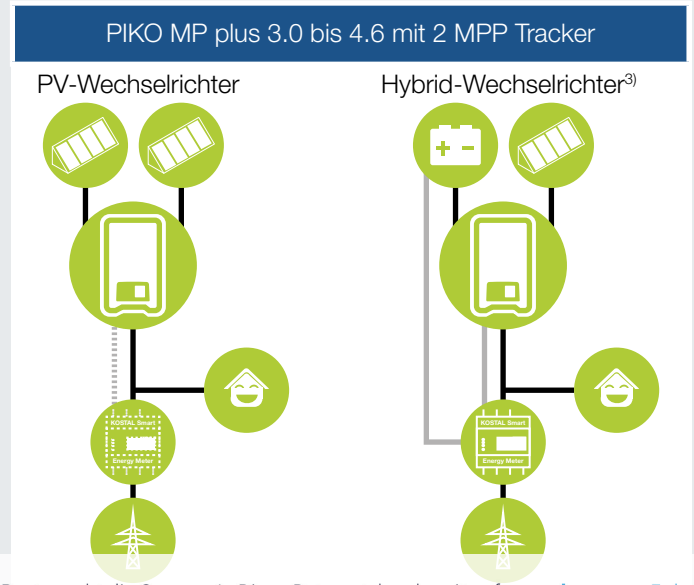 PIKO MP plus 3.0 bis 4.6 mit 2 MPP Tracker
PV-Wechselrichter
Hybrid-Wechselrichter³⁾
+ -
KOSTAL Smart
Energy Meter
KOSTAL Smart
Energy Meter